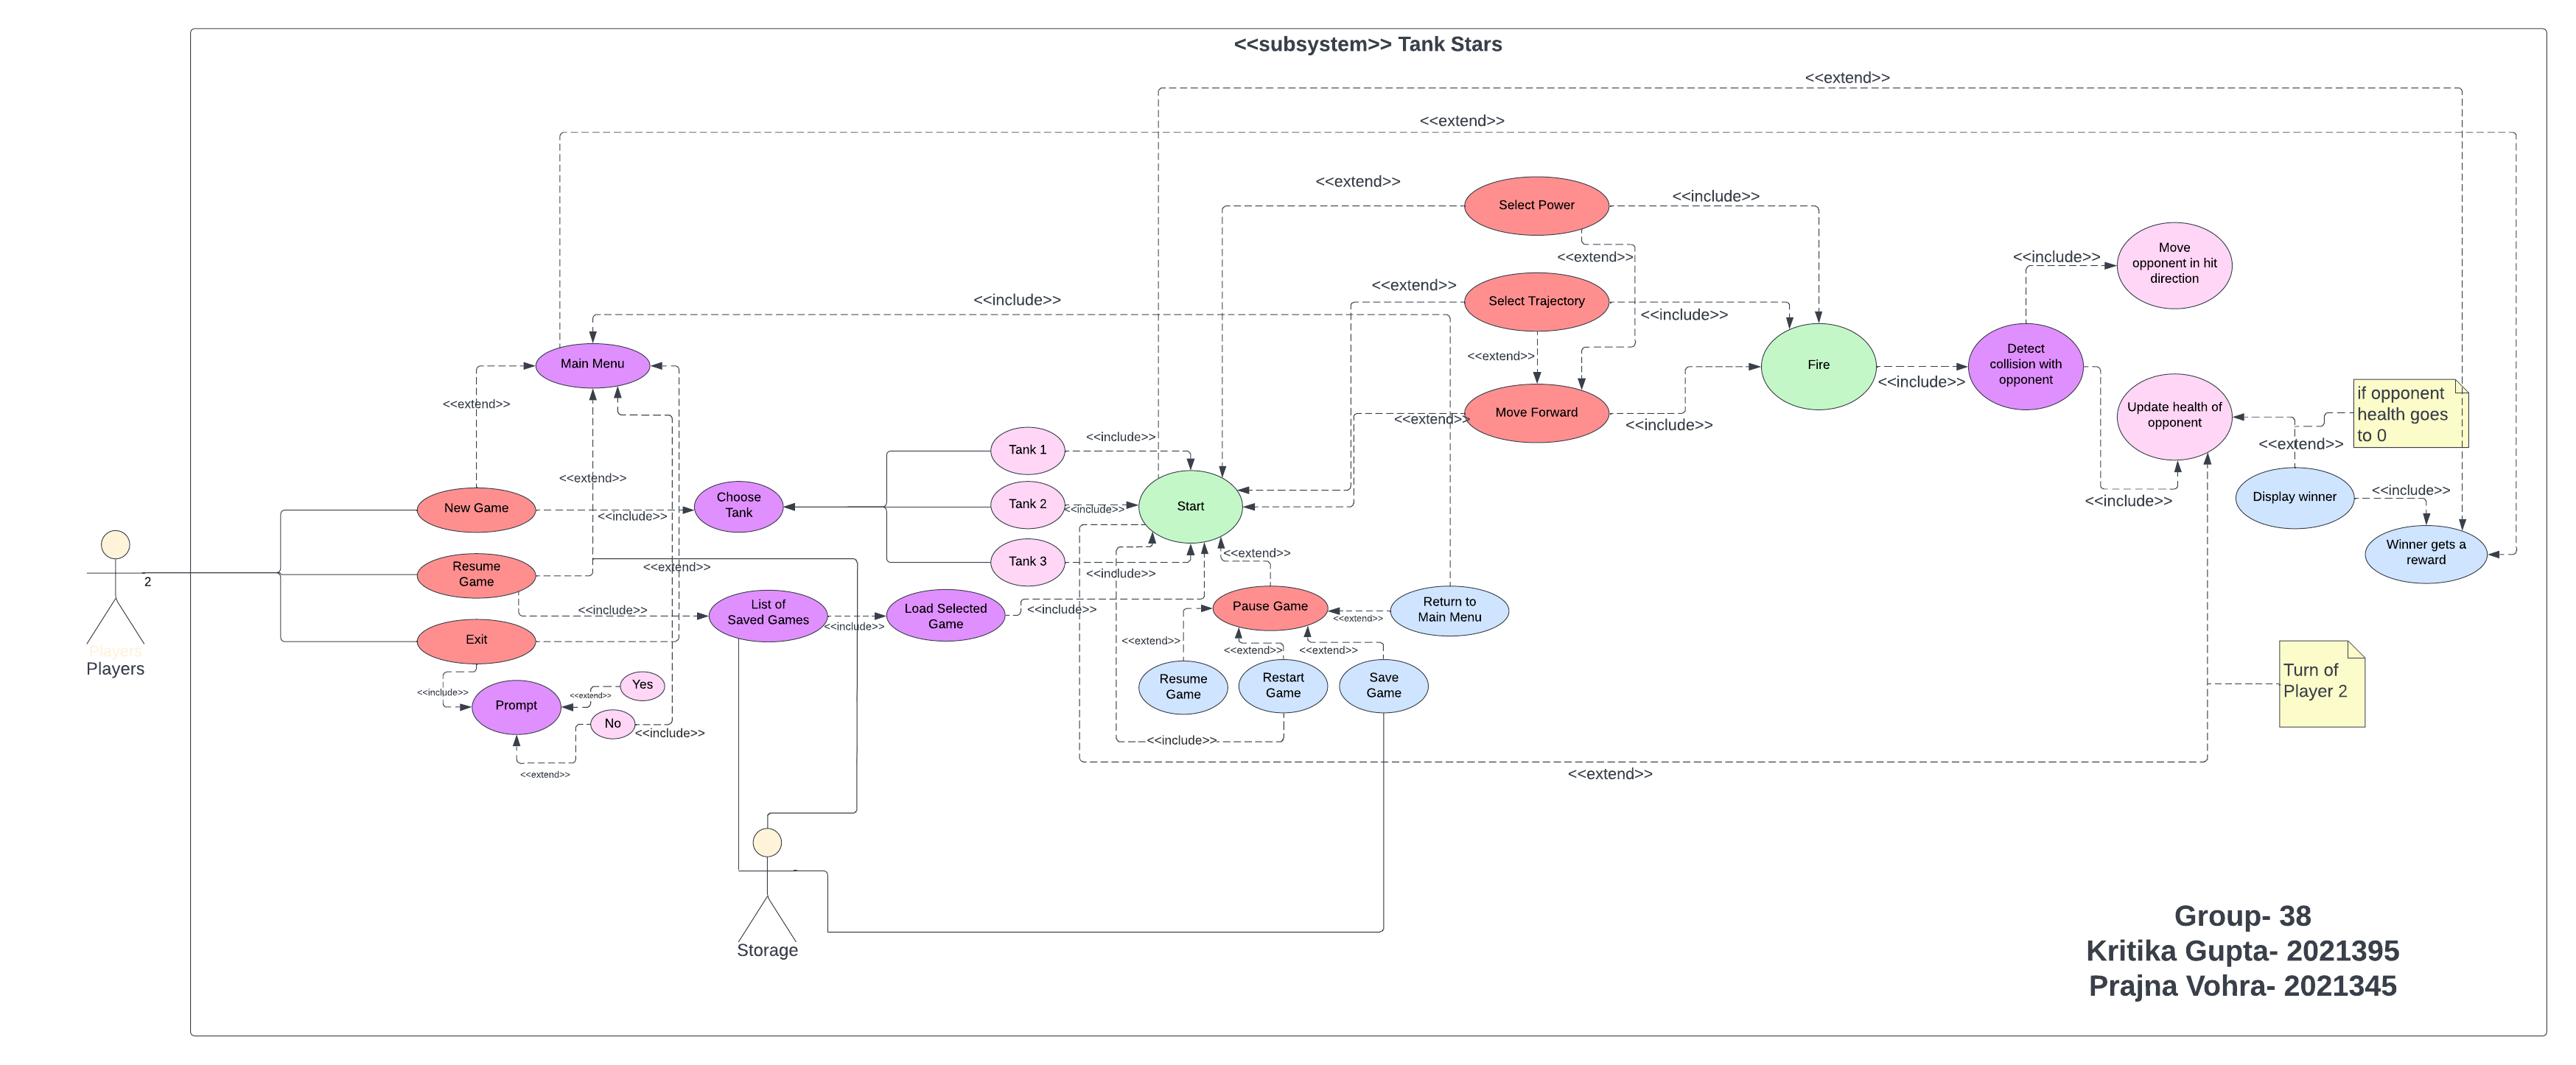 <<subsystem>> Tank Stars
<<extend>>
<<extend>>
<<extend>>
Select Power
<<include>>
<<extend>>
Move
opponent in hit
direction
<<include>>
<<include>>
<<extend>>
Select Trajectory
<<include>>
<<extend>>
Main Menu
Fire
<<include>>
Detect
collision with
opponent
<<extend>>
Move Forward
<<extend>>
<<include>>
Update health of
opponent
if opponent
health goes
to 0
<<extend>>
Tank 1
<<include>>
<<extend>>
New Game
<<include>>
Choose
Tank
Tank 2
<<include>>
Start
<<include>>
Display winner
<<include>>
Winner gets a
reward
Resume
Game
<<extend>>
Tank 3
<<include>>
<<extend>>
2
Players
Players
Exit
<<include>>
List of
Saved Games
<<include>>
Load Selected
Game
<<include>>
Pause Game
<<extend>>
Return to
Main Menu
<<extend>>
<<extend>>
<<extend>>
Resume
Game
Restart
Game
Save
Game
<<include>>
Prompt
<<extend>>
Yes
No
<<include>>
<<extend>>
<<include>>
<<extend>>
Turn of
Player 2
Storage
Group- 38
Kritika Gupta- 2021395
Prajna Vohra- 2021345